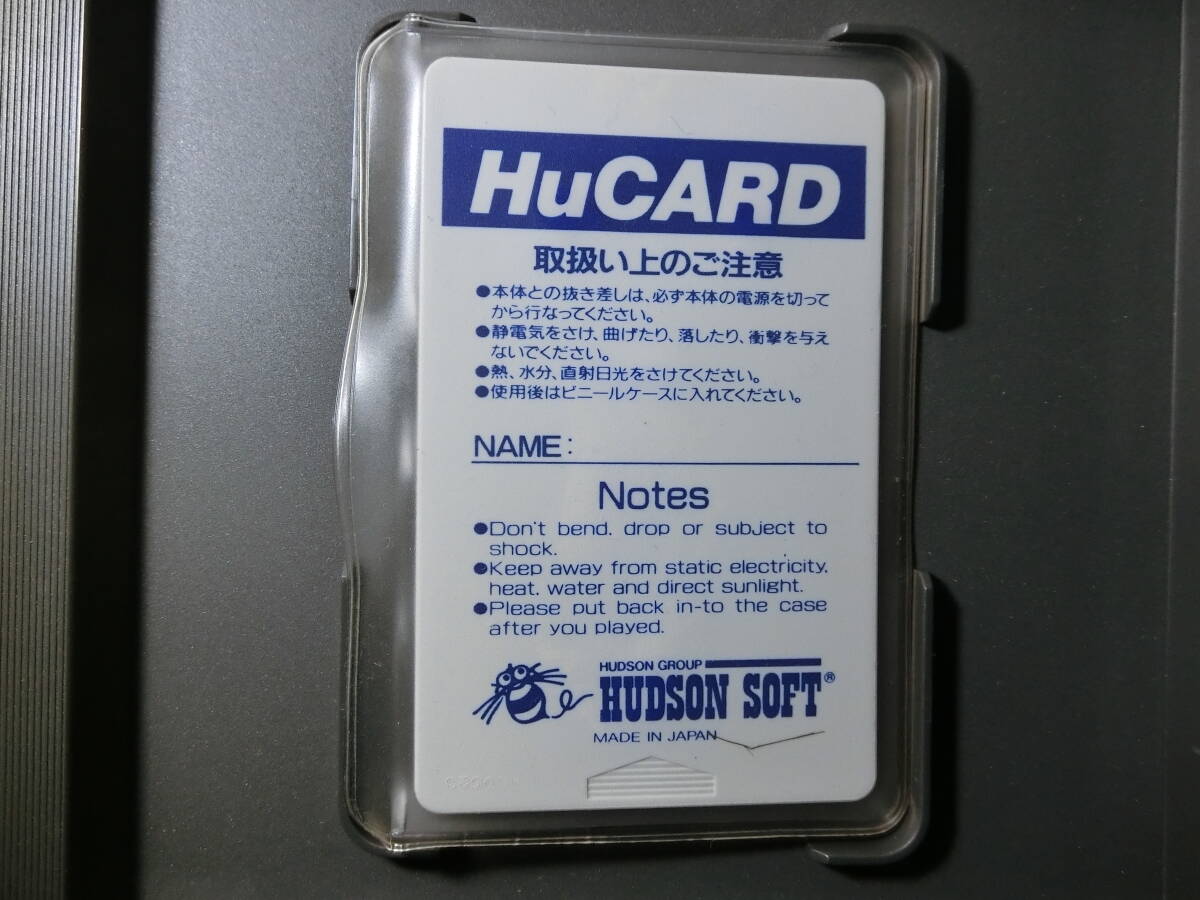 HuCARD
取扱い上のご注意
●本体との抜き差しは、必ず本体の電源を切って
から行なってください。
●静電気をさけ、曲げたり、落したり、衝撃を与え
ないでください。
●熱、水分、直射日光をさけてください。
●使用後はビニールケースに入れてください。
NAME:
Notes
●Don't bend. drop or subject to
shock.
●Keep away from static electricity.
heat. water and direct sunlight.
●Please put back in-to the case
after you played.
HUDSON GROUP
HUDSON SOFT®
MADE IN JAPAN